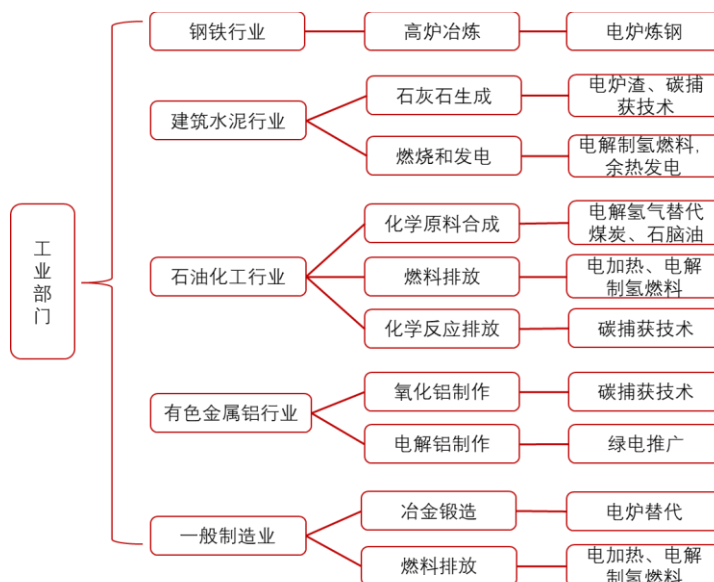 工业部门
钢铁行业
高炉冶炼
电炉炼钢
建筑水泥行业
石灰石生成
电炉渣、碳捕
获技术
燃烧和发电
电解制氢燃料,
余热发电
石油化工行业
化学原料合成
电解氢气替代
煤炭、石脑油
燃料排放
电加热、电解
制氢燃料
化学反应排放
碳捕获技术
有色金属铝行业
氧化铝制作
碳捕获技术
电解铝制作
绿电推广
一般制造业
冶金锻造
电炉替代
燃料排放
电加热、电解
制氢燃料